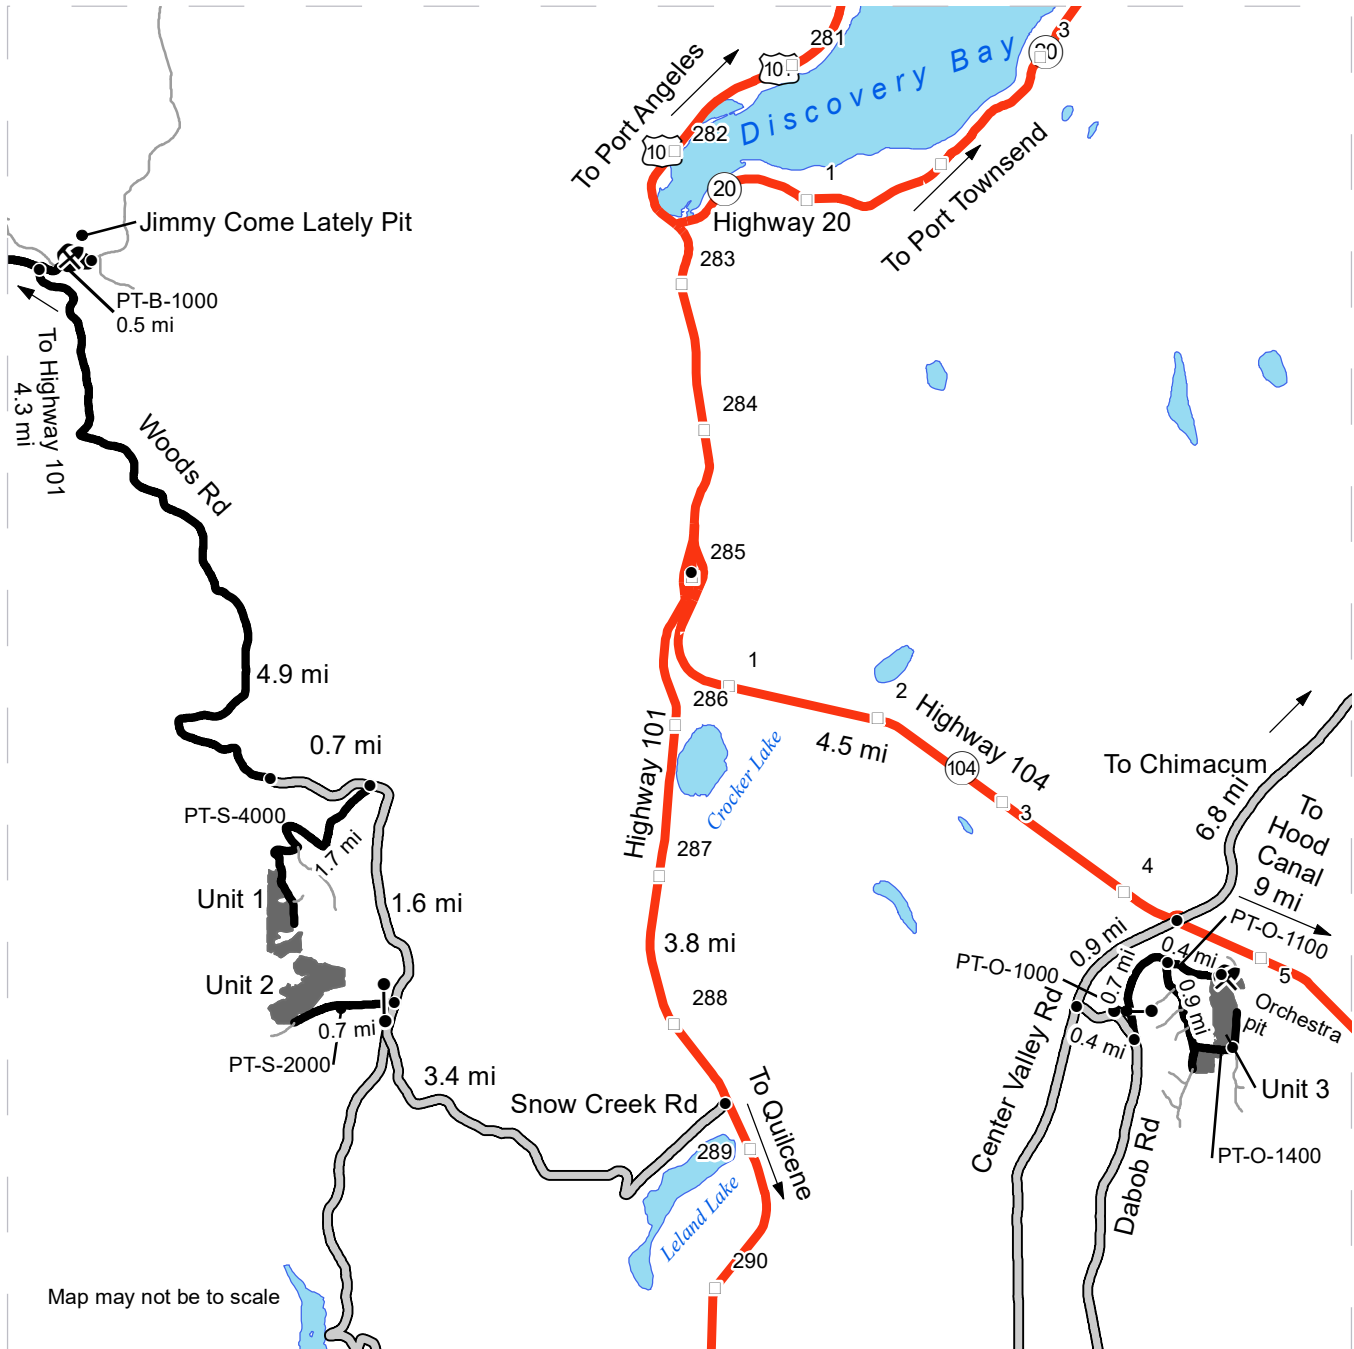 281
3
101
20
To Port Angeles
Discovery Bay
282
10
1
20
To Port Townsend
Jimmy Come Lately Pit
Highway 20
283
PT-B-1000
0.5 mi
To Highway 101
4.3 mi
284
Woods Rd
285
4.9 mi
1
286
2
Highway 104
0.7 mi
4.5 mi
104
Highway 101
Crocker Lake
To Chimacum
6.8 mi
3
PT-S-4000
1.7 mi
To
Hood
Canal
9 mi
287
4
Unit 1
1.6 mi
3.8 mi
0.9 mi
PT-O-1100
0.4 mi
PT-O-1000
0.7 mi
5
Unit 2
288
0.9 mi
Orchestra
pit
0.7 mi
0.4 mi
PT-S-2000
3.4 mi
Center Valley Rd
Unit 3
Snow Creek Rd
To Quilcene
289
PT-O-1400
Dabob Rd
Leland Lake
290
Map may not be to scale